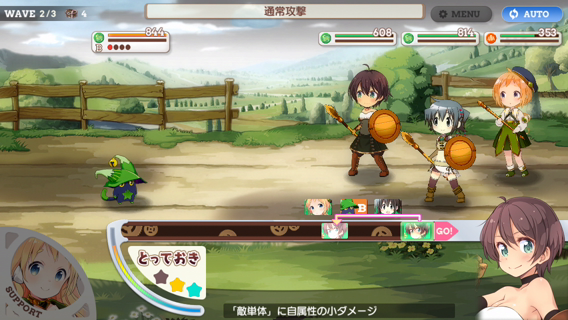 WAVE 2/3 4
通常攻撃
MENU
AUTO
844
B
608
814
353
B
GO!
とっておき
SUPPORT
「敵単体」に自属性の小ダメージ